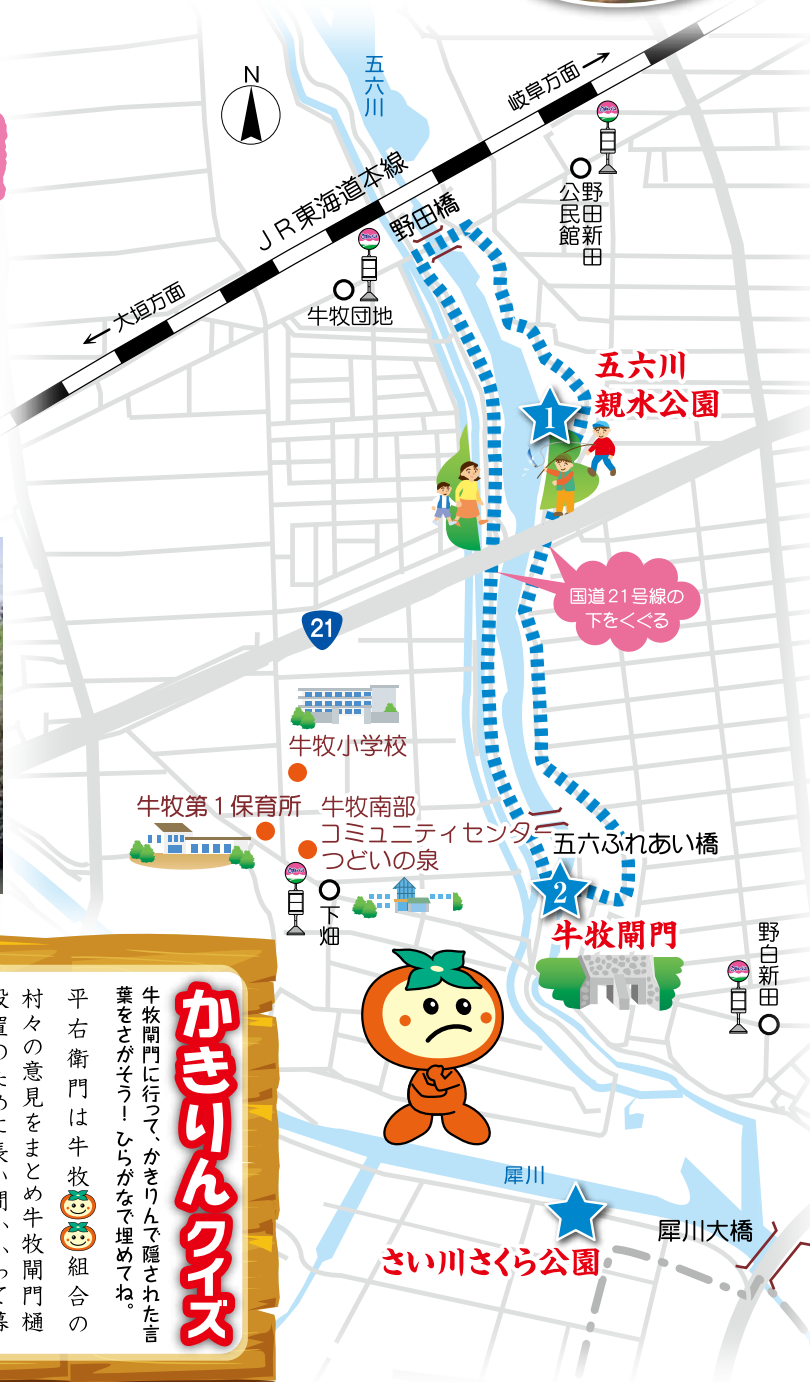 N
五六川
岐阜方面
JR東海道本線
野田橋
野田新田
公民館
大垣方面
牛牧団地
五六川
親水公園
1
国道21号線の
下をくぐる
21
牛牧小学校
牛牧第1保育所
牛牧南部
コミュニティセンター
つどいの泉
五六ふれあい橋
2
下畑
牛牧閘門
野白新田
犀川
犀川大橋
さい川さくら公園
かきりんクイズ
牛牧閘門に行って、かきりんで隠された言
葉をさがそう!ひらがなで埋めてね。
平右衛門は牛牧
組合の
村々の意見をまとめ牛牧閘門樋